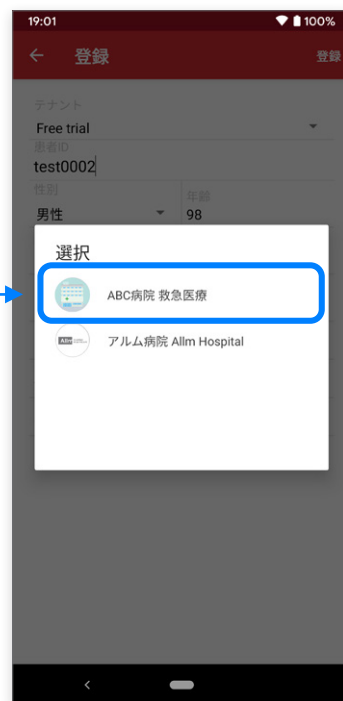 19:01 100%
登録 登録
テナント
Free trial
患者ID
test0002
性別 年齢
男性 98
選択
ABC病院 救急医療
Allm アルム病院 Allm Hospital